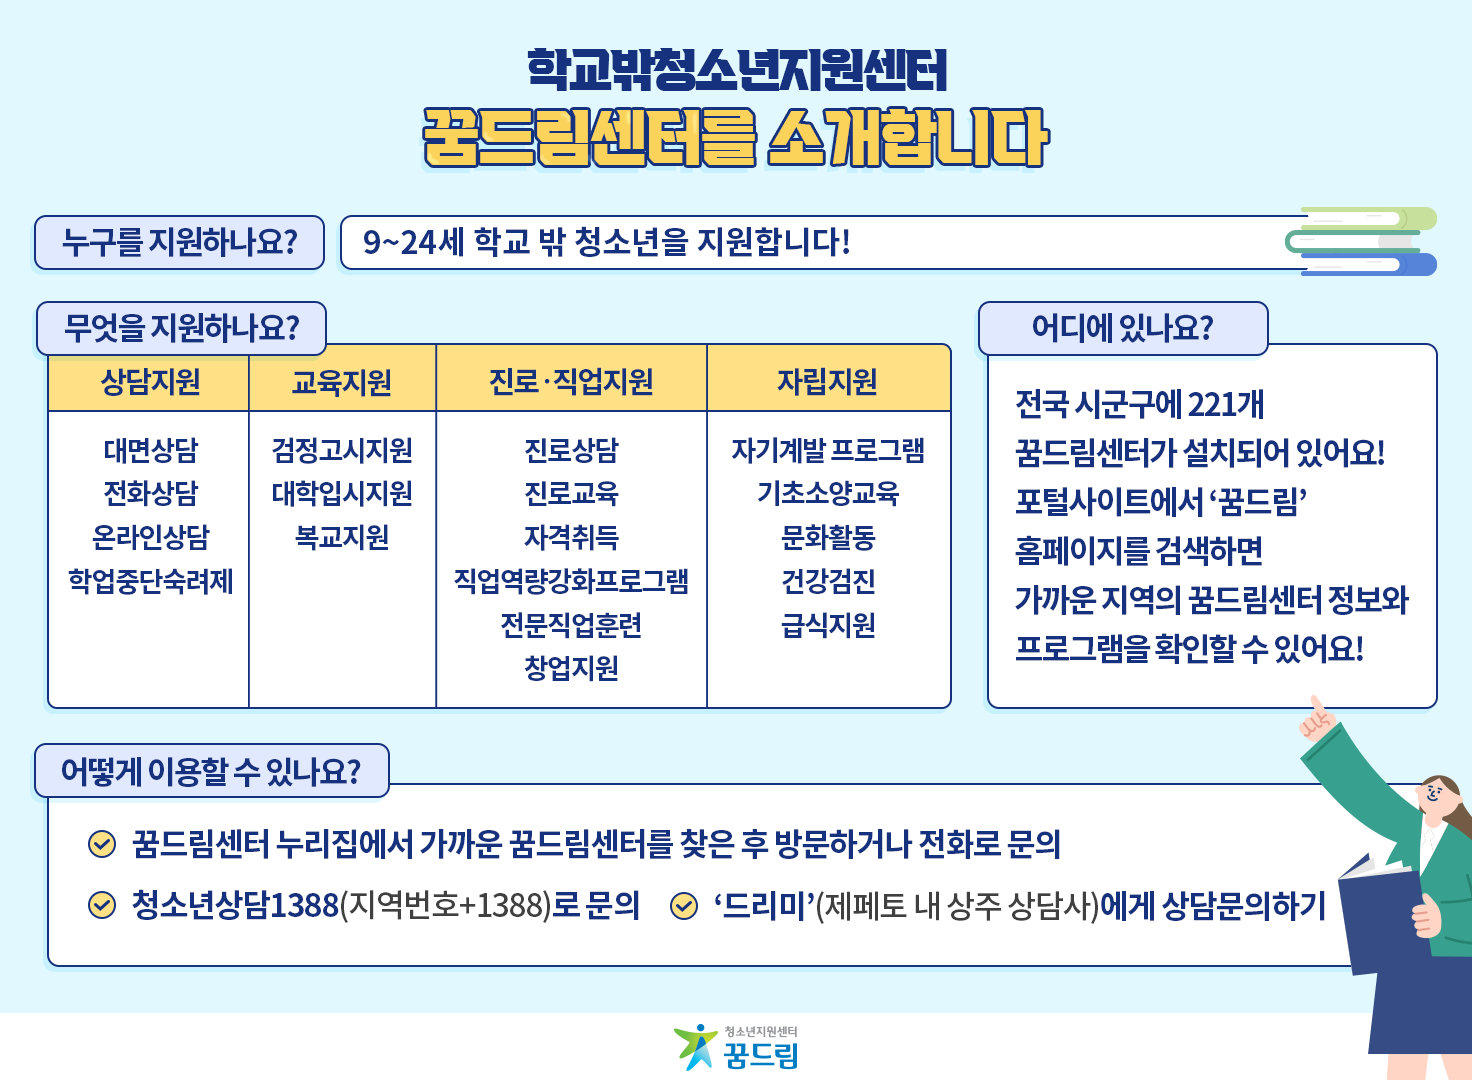 학교밖청소년지원센터
꿈드림센터를 소개합니다
누구를 지원하나요?
9~24세 학교 밖 청소년을 지원합니다!
무엇을 지원하나요?
상담지원
대면상담
전화상담
온라인상담
학업중단숙려제
교육지원
검정고시지원
대학입시지원
복교지원
진로·직업지원
진로상담
진로교육
자격취득
직업역량강화프로그램
전문직업훈련
창업지원
자립지원
자기계발 프로그램
기초소양교육
문화활동
건강검진
급식지원
어디에 있나요?
전국 시군구에 221개
꿈드림센터가 설치되어 있어요!
포털사이트에서 ‘꿈드림’
홈페이지를 검색하면
가까운 지역의 꿈드림센터 정보와
프로그램을 확인할 수 있어요!
어떻게 이용할 수 있나요?
꿈드림센터 누리집에서 가까운 꿈드림센터를 찾은 후 방문하거나 전화로 문의
청소년상담1388(지역번호+1388)로 문의
‘드리미’(제페토 내 상주 상담사)에게 상담문의하기
청소년지원센터
꿈드림